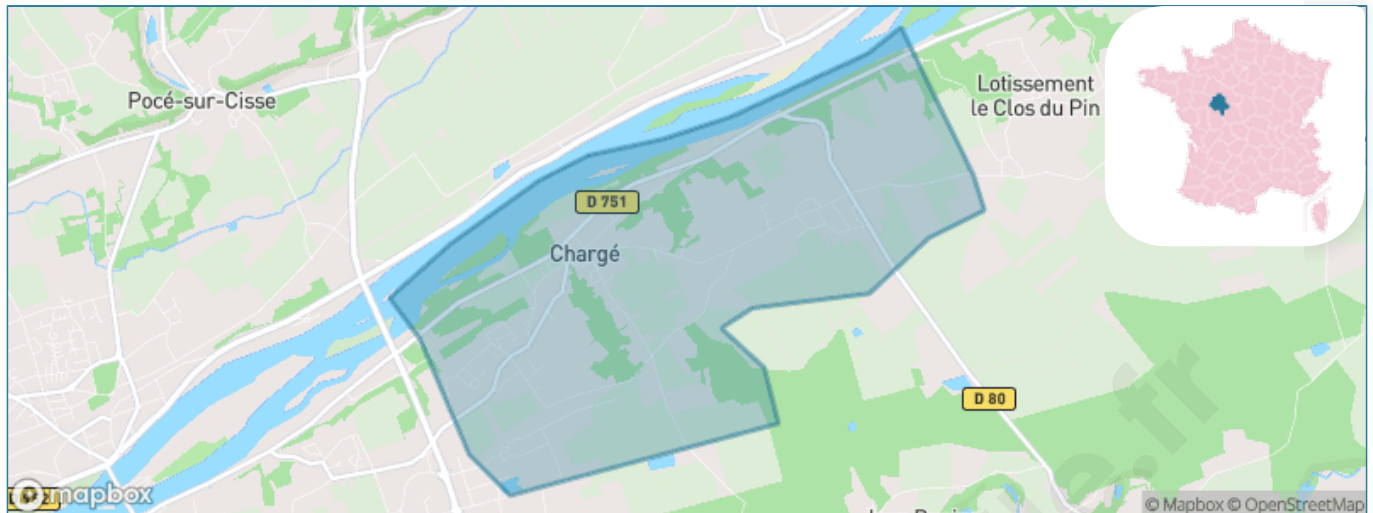 Pocé-sur-Cisse
Lotissement
le Clos du Pin
D 751
Chargé
D 80
mapbox
© Mapbox © OpenStreetMap